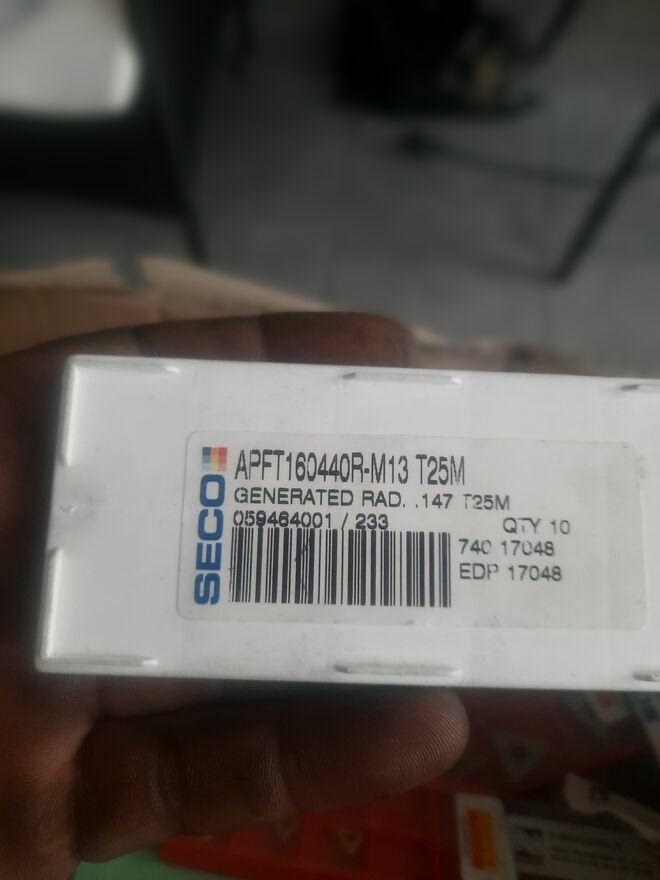 SECO
APFT160440R-M13 T25M
GENERATED RAD. .147 T25M
059464001 / 233
QTY 10
740 17048
EDP 17048